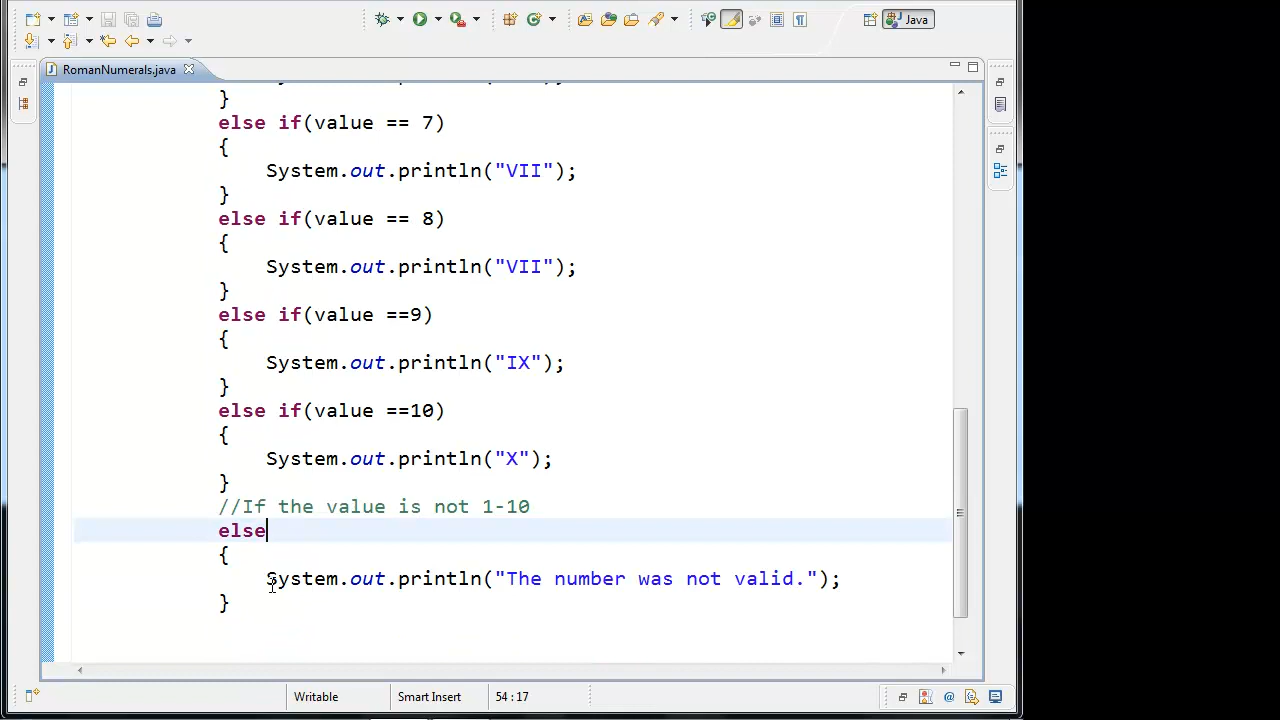 Java
RomanNumerals.java
}
else if(value == 7)
{
System.out.println("VII");
}
else if(value == 8)
{
System.out.println("VII");
}
else if(value ==9)
{
System.out.println("IX");
}
else if(value ==10)
{
System.out.println("X");
}
//If the value is not 1-10
else
{
System.out.println("The number was not valid.");
}
Writable Smart Insert 54 : 17